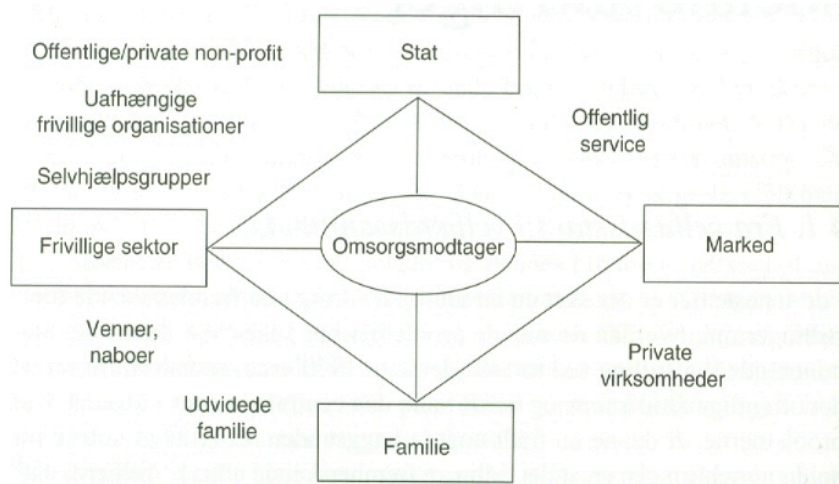 Stat
Offentlige/private non-profit
Uafhængige
frivillige organisationer
Offentlig
service
Selvhjælpsgrupper
Frivillige sektor
Omsorgsmodtager
Marked
Venner,
naboer
Private
virksomheder
Udvidede
familie
Familie